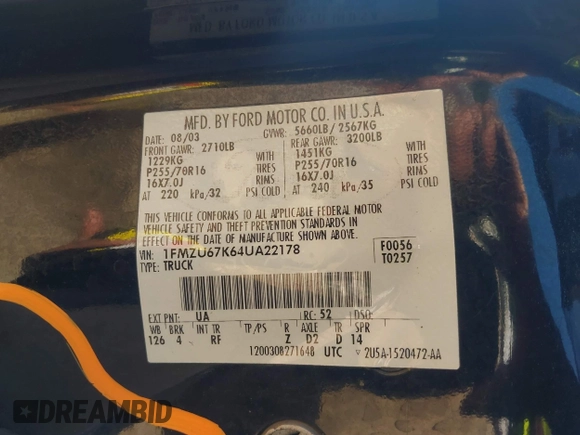 MFD. BY FORD MOTOR CO. IN U.S.A.
DATE 08/03 GVWR: 5660LB / 2567KG
FRONT GAWR: 2710LB REAR GAWR: 3200LB
1229KG WITH 1451KG WITH
P255/70R16 TIRES P255/70R16 TIRES
16X7.0J RIMS 16X7.0J RIMS
AT 220 kPa/32 PSI COLD AT 240 kPa/35 PSI COLD
THIS VEHICLE CONFORMS TO ALL APPLICABLE FEDERAL MOTOR
VEHICLE SAFETY AND THEFT PREVENTION STANDARDS IN
EFFECT ON THE DATE OF MANUFACTURE SHOWN ABOVE.
VIN: 1FMZU67K64UA22178 F0056
TYPE: TRUCK T0257
EXT PNT: UA RC: 52 DSO:
WB BRK INT TR TP/PS R AXLE TR SPR
126 4 RF Z D2 D 14
120030827164B UTC 2U5A-1520472-AA
DREAMBID